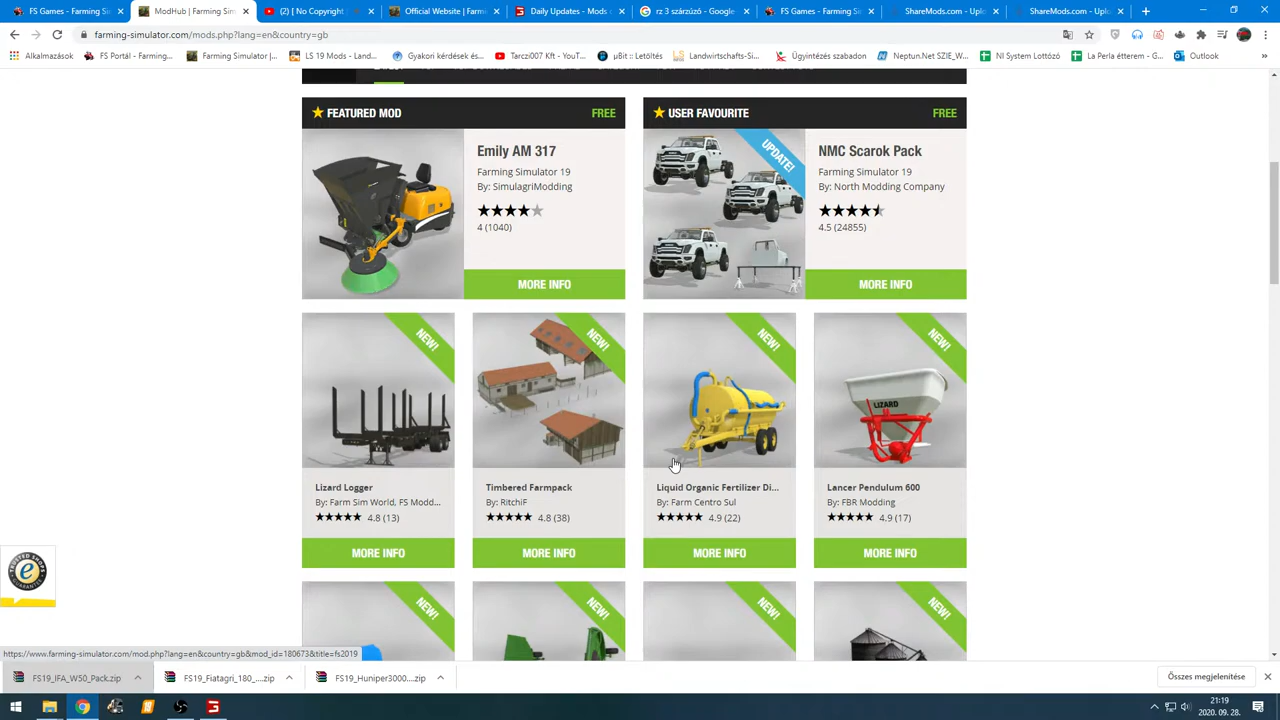 FS Games - Farming Si
ModHub | Farming Sim
(2) [ No Copyright ]
Official Website | Farmin
Daily Updates - Mods c
rz 3 szárzúzó - Google
FS Games - Farming Sim
ShareMods.com - Uplo
ShareMods.com - Uplo
farming-simulator.com/mods.php?lang=en&country=gb
Alkalmazások
FS Portál - Farming...
Farming Simulator |...
LS 19 Mods - Land...
Gyakori kérdések és...
Tarczi007 Kft - YouT...
µBit :: Letöltés
Landwirtschafts-Si...
Ügyintézés szabadon
Neptun.Net SZIE_W...
NI System Lottózó
La Perla étterem - G...
Outlook
FEATURED MOD FREE
Emily AM 317
Farming Simulator 19
By: SimulagriModding
4 (1040)
MORE INFO
USER FAVOURITE FREE
UPDATE!
NMC Scarok Pack
Farming Simulator 19
By: North Modding Company
4.5 (24855)
MORE INFO
NEW!
Lizard Logger
By: Farm Sim World, FS Modd...
4.8 (13)
MORE INFO
NEW!
Timbered Farmpack
By: RitchiF
4.8 (38)
MORE INFO
NEW!
Liquid Organic Fertilizer Di...
By: Farm Centro Sul
4.9 (22)
MORE INFO
NEW!
LIZARD
Lancer Pendulum 600
By: FBR Modding
4.9 (17)
MORE INFO
NEW!
NEW!
NEW!
NEW!
https://www.farming-simulator.com/mod.php?lang=en&country=gb&mod_id=180673&title=fs2019
FS19_IFA_W50_Pack.zip
FS19_Fiatagri_180_....zip
FS19_Huniper3000....zip
Összes megjelenítése
21:19
2020. 09. 28.